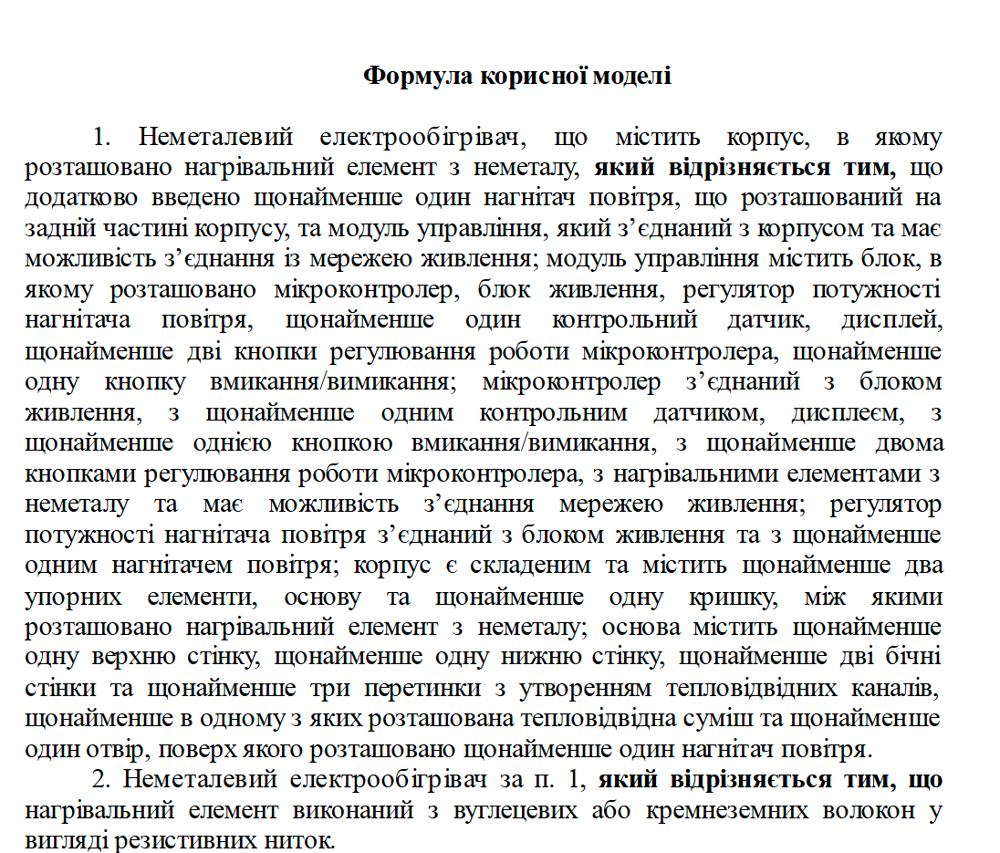 Формула корисної моделі
1. Неметалевий електрообігрівач, що містить корпус, в якому
розташовано нагрівальний елемент з неметалу, який відрізняється тим, що
додатково введено щонайменше один нагнітач повітря, що розташований на
задній частині корпусу, та модуль управління, який з’єднаний з корпусом та має
можливість з’єднання із мережею живлення; модуль управління містить блок, в
якому розташовано мікроконтролер, блок живлення, регулятор потужності
нагнітача повітря, щонайменше один контрольний датчик, дисплей,
щонайменше дві кнопки регулювання роботи мікроконтролера, щонайменше
одну кнопку вмикання/вимикання; мікроконтролер з’єднаний з блоком
живлення, з щонайменше одним контрольним датчиком, дисплеєм, з
щонайменше однією кнопкою вмикання/вимикання, з щонайменше двома
кнопками регулювання роботи мікроконтролера, з нагрівальними елементами з
неметалу та має можливість з’єднання мережею живлення; регулятор
потужності нагнітача повітря з’єднаний з блоком живлення та з щонайменше
одним нагнітачем повітря; корпус є складеним та містить щонайменше два
упорних елементи, основу та щонайменше одну кришку, між якими
розташовано нагрівальний елемент з неметалу; основа містить щонайменше
одну верхню стінку, щонайменше одну нижню стінку, щонайменше дві бічні
стінки та щонайменше три перетинки з утворенням тепловідвідних каналів,
щонайменше в одному з яких розташована тепловідвідна суміш та щонайменше
один отвір, поверх якого розташовано щонайменше один нагнітач повітря.
2. Неметалевий електрообігрівач за п. 1, який відрізняється тим, що
нагрівальний елемент виконаний з вуглецевих або кремнеземних волокон у
вигляді резистивних ниток.